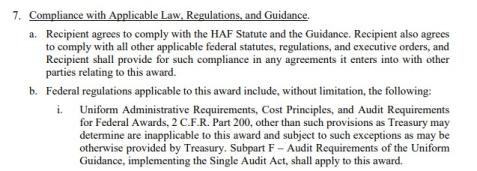 7. Compliance with Applicable Law, Regulations, and Guidance.
a. Recipient agrees to comply with the HAF Statute and the Guidance. Recipient also agrees
to comply with all other applicable federal statutes, regulations, and executive orders, and
Recipient shall provide for such compliance in any agreements it enters into with other
parties relating to this award.
b. Federal regulations applicable to this award include, without limitation, the following:
i. Uniform Administrative Requirements, Cost Principles, and Audit Requirements
for Federal Awards, 2 C.F.R. Part 200, other than such provisions as Treasury may
determine are inapplicable to this award and subject to such exceptions as may be
otherwise provided by Treasury. Subpart F – Audit Requirements of the Uniform
Guidance, implementing the Single Audit Act, shall apply to this award.